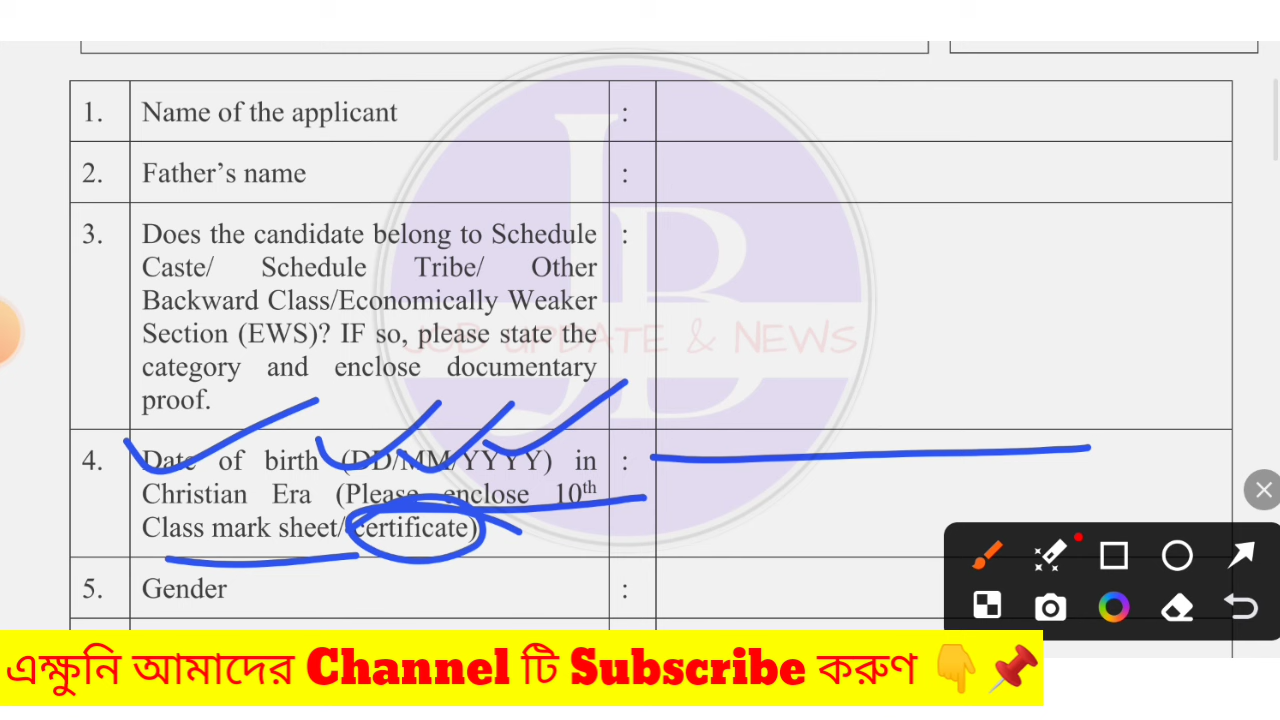 1. Name of the applicant :
2. Father's name :
3. Does the candidate belong to Schedule :
Caste/ Schedule Tribe/ Other
Backward Class/Economically Weaker
Section (EWS)? IF so, please state the
category and enclose documentary
proof.
JOB UPDATE & NEWS
4. Date of birth (DD/MM/YYYY) in :
Christian Era (Please enclose 10th
Class mark sheet/certificate)
5. Gender :
এক্ষুনি আমাদের Channel টি Subscribe করুণ 👇📌